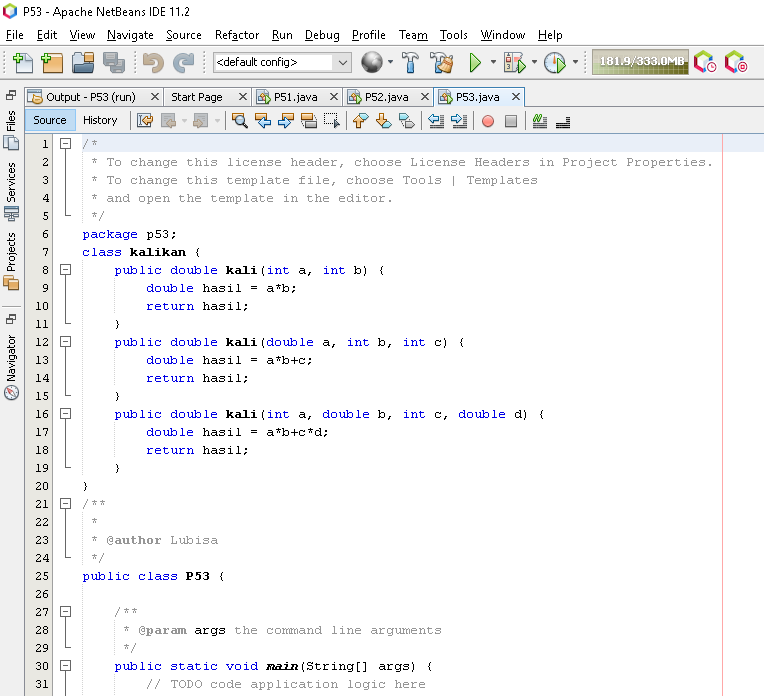 P53 - Apache NetBeans IDE 11.2
File Edit View Navigate Source Refactor Run Debug Profile Team Tools Window Help
<default config> 181.9/333.0MB
Output - P53 (run) Start Page P51.java P52.java P53.java
Source History
Files
Services
Projects
Navigator
1 /*
2 * To change this license header, choose License Headers in Project Properties.
3 * To change this template file, choose Tools | Templates
4 * and open the template in the editor.
5 */
6 package p53;
7 class kalikan {
8 public double kali(int a, int b) {
9 double hasil = a*b;
10 return hasil;
11 }
12 public double kali(double a, int b, int c) {
13 double hasil = a*b+c;
14 return hasil;
15 }
16 public double kali(int a, double b, int c, double d) {
17 double hasil = a*b+c*d;
18 return hasil;
19 }
20 }
21 /**
22 *
23 * @author Lubisa
24 */
25 public class P53 {
26
27 /**
28 * @param args the command line arguments
29 */
30 public static void main(String[] args) {
31 // TODO code application logic here